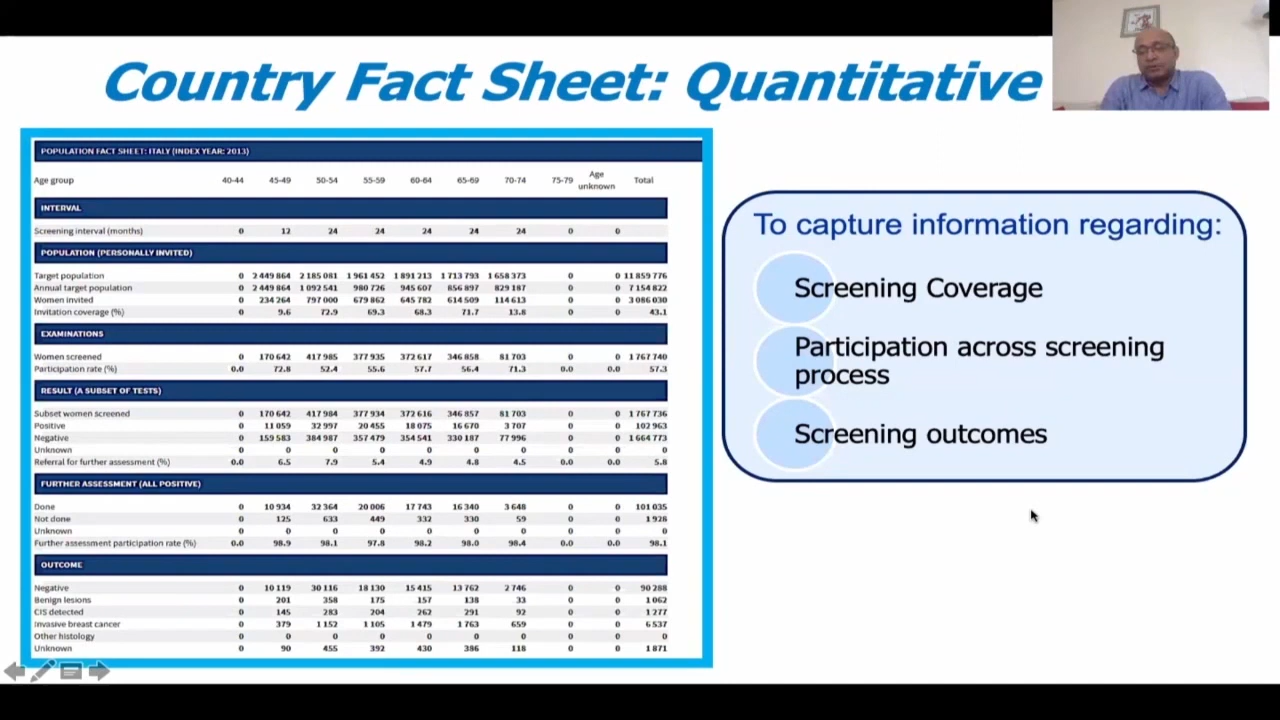 Country Fact Sheet: Quantitative
POPULATION FACT SHEET: ITALY (INDEX YEAR: 2013)
Age group 40-44 45-49 50-54 55-59 60-64 65-69 70-74 75-79 Age unknown Total
INTERVAL
Screening interval (months) 0 12 24 24 24 24 24 0 0
POPULATION (PERSONALLY INVITED)
Target population 0 2 449 864 2 185 081 1 961 452 1 891 213 1 713 793 1 658 373 0 0 11 859 776
Annual target population 0 2 449 864 1 092 541 980 726 945 607 856 897 829 187 0 0 7 154 822
Women invited 0 234 264 797 000 679 862 645 782 614 509 114 613 0 0 3 086 030
Invitation coverage (%) 0 9.6 72.9 69.3 68.3 71.7 13.8 0 0 43.1
EXAMINATIONS
Women screened 0 170 642 417 985 377 935 372 617 346 858 81 703 0 0 1 767 740
Participation rate (%) 0.0 72.8 52.4 55.6 57.7 56.4 71.3 0.0 0.0 57.3
RESULT (A SUBSET OF TESTS)
Subset women screened 0 170 642 417 984 377 934 372 616 346 857 81 703 0 0 1 767 736
Positive 0 11 059 32 997 20 455 18 075 16 670 3 707 0 0 102 963
Negative 0 159 583 384 987 357 479 354 541 330 187 77 996 0 0 1 664 773
Unknown 0 0 0 0 0 0 0 0 0 0
Referral for further assessment (%) 0.0 6.5 7.9 5.4 4.9 4.8 4.5 0.0 0.0 5.8
FURTHER ASSESSMENT (ALL POSITIVE)
Done 0 10 934 32 364 20 006 17 743 16 340 3 648 0 0 101 035
Not done 0 125 633 449 332 330 59 0 0 1 928
Unknown 0 0 0 0 0 0 0 0 0 0
Further assessment participation rate (%) 0.0 98.9 98.1 97.8 98.2 98.0 98.4 0.0 0.0 98.1
OUTCOME
Negative 0 10 119 30 116 18 130 15 415 13 762 2 746 0 0 90 288
Benign lesions 0 201 358 175 157 138 33 0 0 1 062
CIS detected 0 145 283 204 262 291 92 0 0 1 277
Invasive breast cancer 0 379 1 152 1 105 1 479 1 763 659 0 0 6 537
Other histology 0 0 0 0 0 0 0 0 0 0
Unknown 0 90 455 392 430 386 118 0 0 1 871
To capture information regarding:
Screening Coverage
Participation across screening
process
Screening outcomes